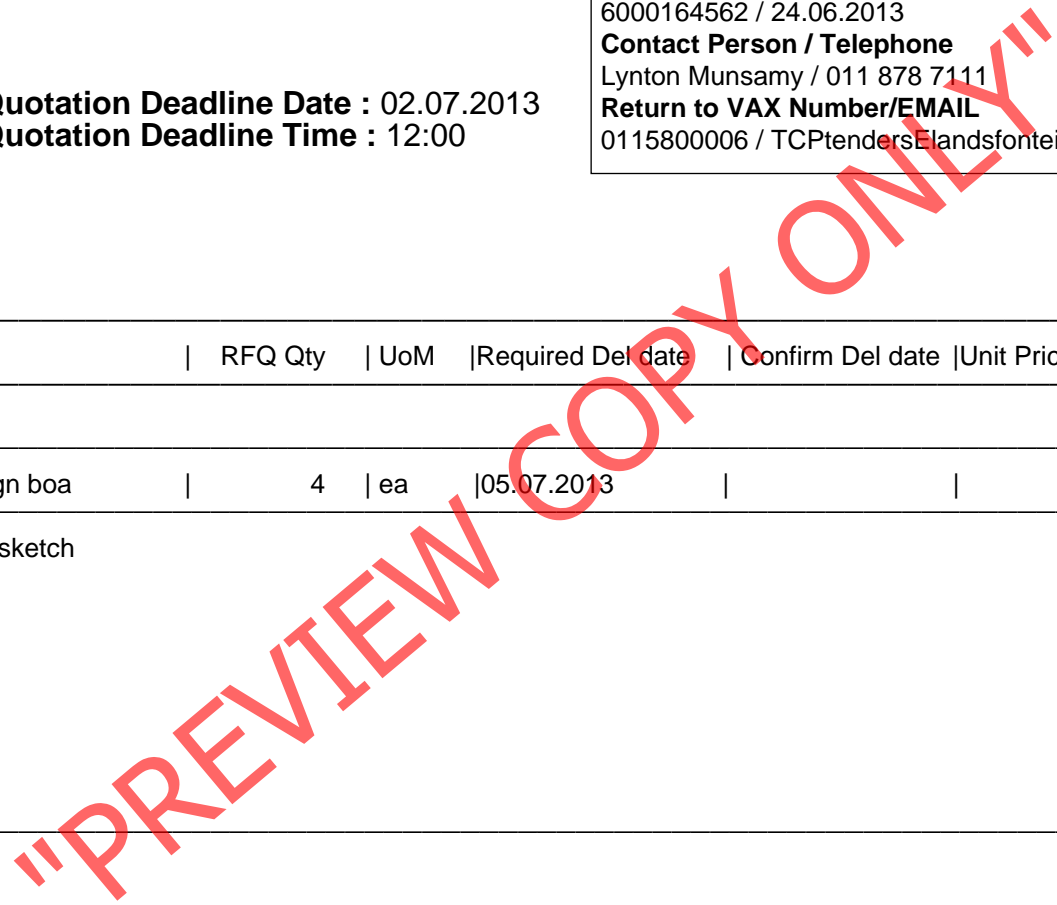 6000164562 / 24.06.2013
Contact Person / Telephone
Lynton Munsamy / 011 878 7111
Return to VAX Number/EMAIL
0115800006 / TCPtendersElandsfontei
Quotation Deadline Date : 02.07.2013
Quotation Deadline Time : 12:00
| RFQ Qty | UoM |Required Del date | Confirm Del date |Unit Pric
gn boa | 4 | ea |05.07.2013 | |
sketch
"PREVIEW COPY ONLY"